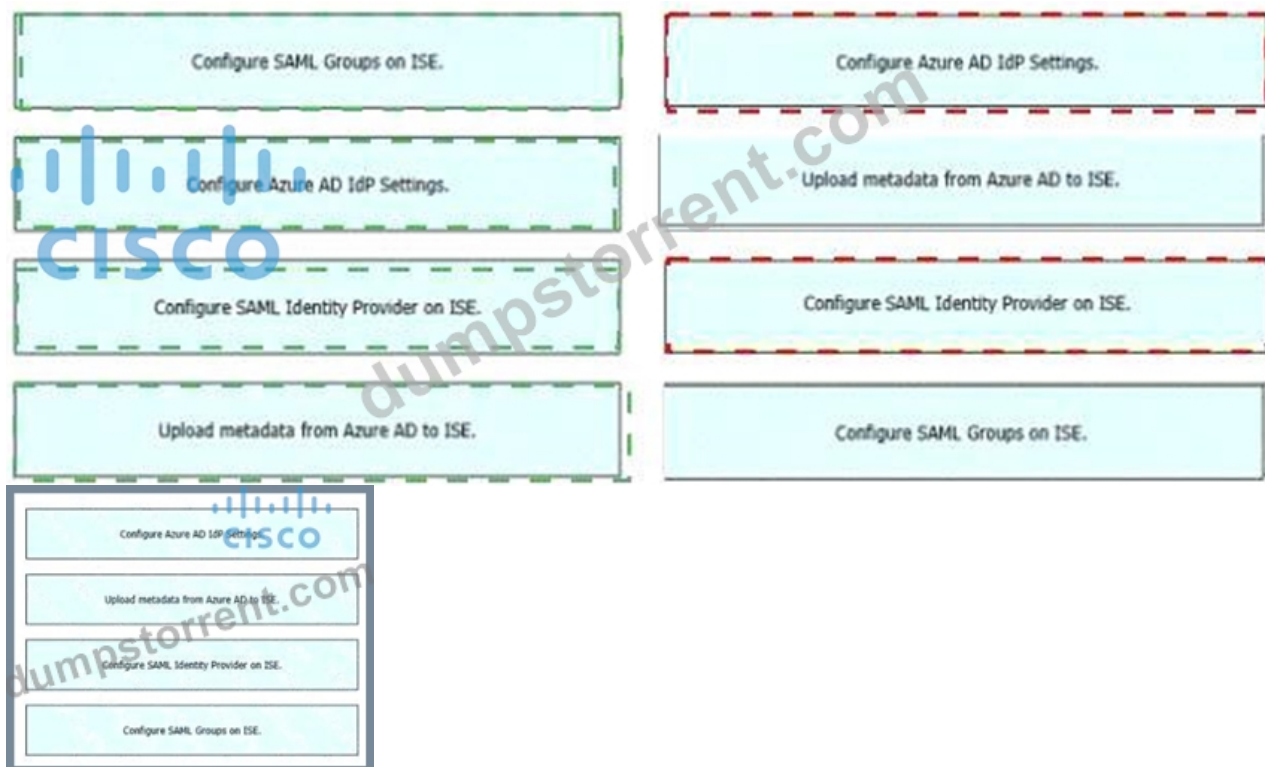 Configure SAML Groups on ISE.
Configure Azure AD IdP Settings.
Configure Azure AD IdP Settings.
Upload metadata from Azure AD to ISE.
CISCO
Configure SAML Identity Provider on ISE.
Configure SAML Identity Provider on ISE.
Upload metadata from Azure AD to ISE.
Configure SAML Groups on ISE.
dumpstorrent.com
CISCO
Configure Azure AD IdP Settings.
Upload metadata from Azure AD to ISE.
Configure SAML Identity Provider on ISE.
Configure SAML Groups on ISE.
dumpstorrent.com